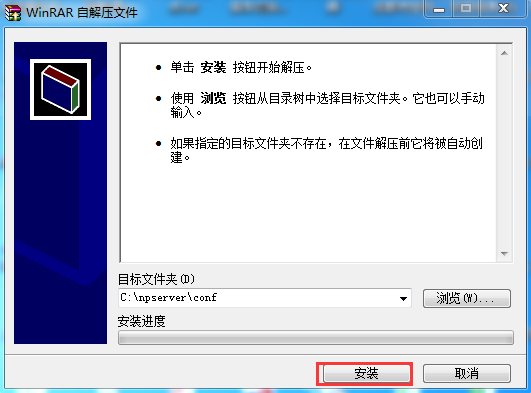 WinRAR 自解压文件
单击 安装 按钮开始解压。
使用 浏览 按钮从目录树中选择目标文件夹。它也可以手动
输入。
如果指定的目标文件夹不存在，在文件解压前它将被自动创
建。
目标文件夹(D)
C:\npserver\conf
浏览(W)...
安装进度
安装
取消